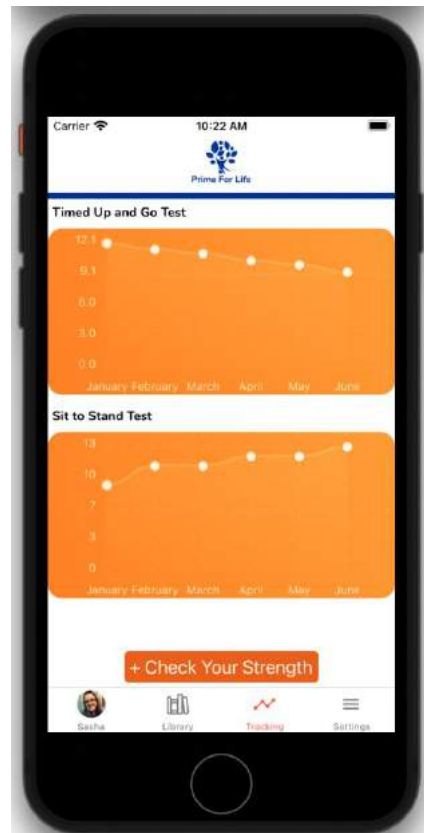 Carrier 10:22 AM
Prime For Life
Timed Up and Go Test
12.1
9.1
6.0
3.0
0.0
January February March April May June
Sit to Stand Test
13
10
7
3
0
January February March April May June
+ Check Your Strength
Sasha Library Tracking Settings